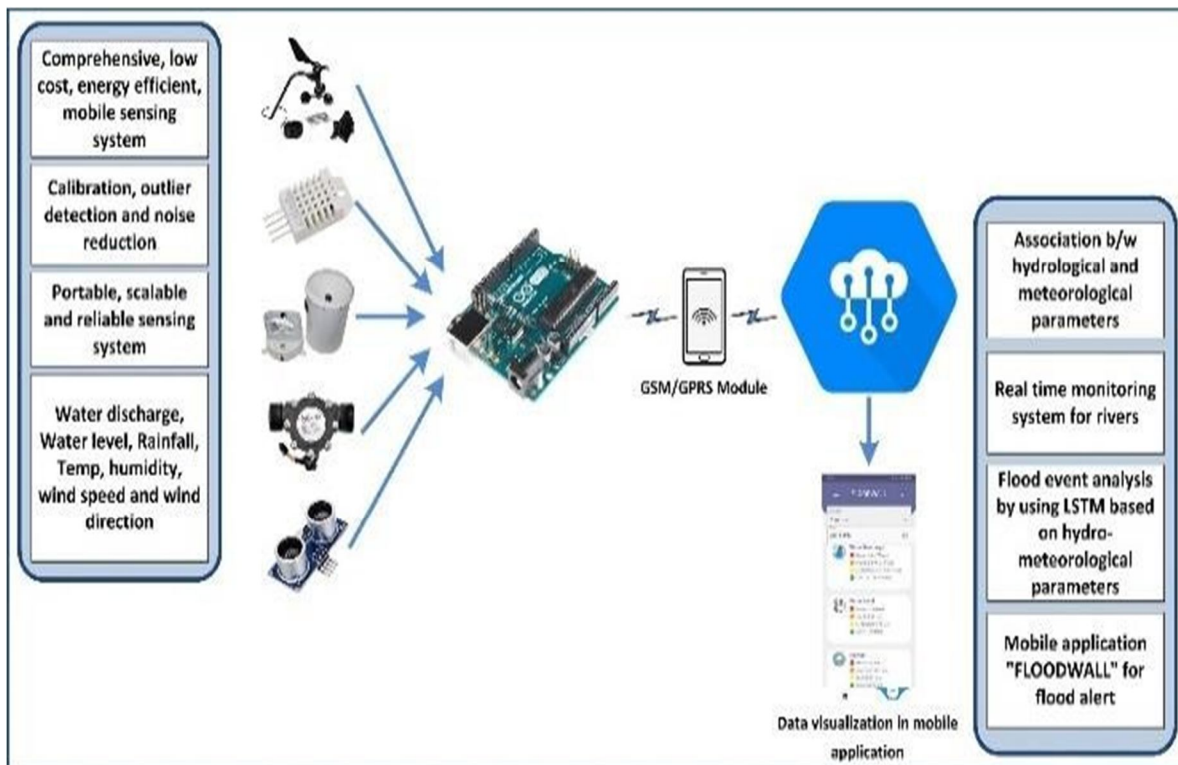 Comprehensive, low
cost, energy efficient,
mobile sensing
system
Calibration, outlier
detection and noise
reduction
Portable, scalable
and reliable sensing
system
Water discharge,
Water level, Rainfall,
Temp, humidity,
wind speed and wind
direction
GSM/GPRS Module
Data visualization in mobile
application
Association b/w
hydrological and
meteorological
parameters
Real time monitoring
system for rivers
Flood event analysis
by using LSTM based
on hydro-
meteorological
parameters
Mobile application
"FLOODWALL" for
flood alert